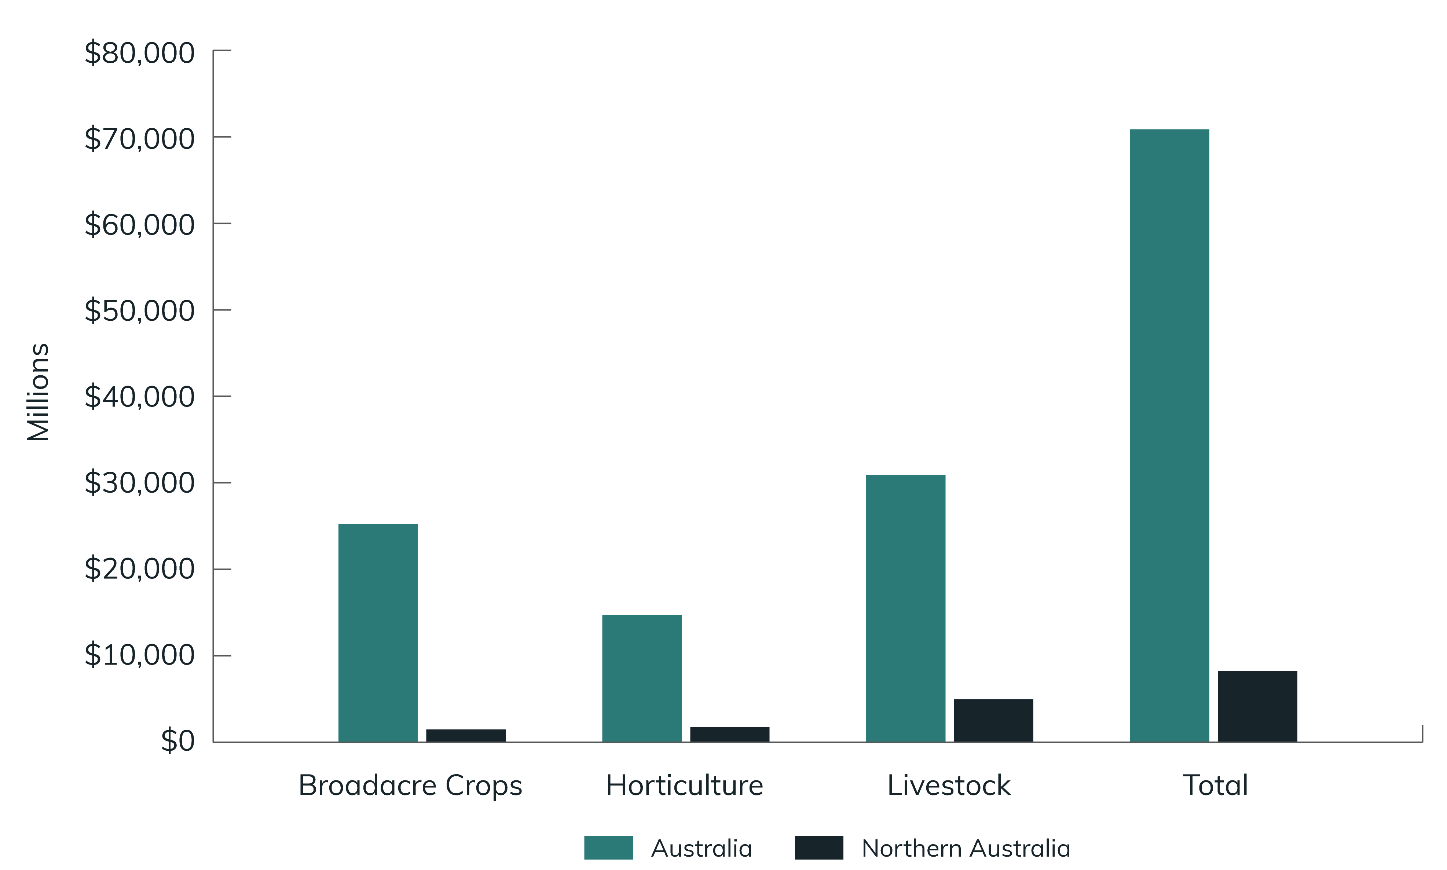 $80,000
$70,000
$60,000
$50,000
$40,000
$30,000
$20,000
$10,000
$0
Millions
Broadacre Crops
Horticulture
Livestock
Total
Australia
Northern Australia